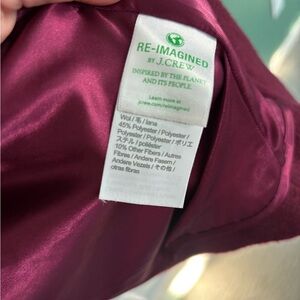 RE-IMAGINED
BY J.CREW
INSPIRED BY THE PLANET
AND ITS PEOPLE.
Learn more at
jcrew.com/reimagined
Wol / 毛 / lana
45% Polyester / Polyester /
Polyester / Polyester / ポリエ
ステル / poliéster
10% Other Fibers / Autres
Fibres / Andere Fasern /
Andere Vezels / その他 /
otras fibras